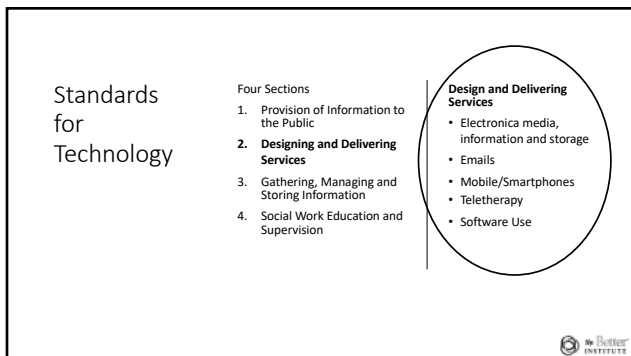 Standards
for
Technology
Four Sections
1. Provision of Information to
the Public
2. Designing and Delivering
Services
3. Gathering, Managing and
Storing Information
4. Social Work Education and
Supervision
Design and Delivering
Services
• Electronica media,
information and storage
• Emails
• Mobile/Smartphones
• Teletherapy
• Software Use
Better
INSTITUTE